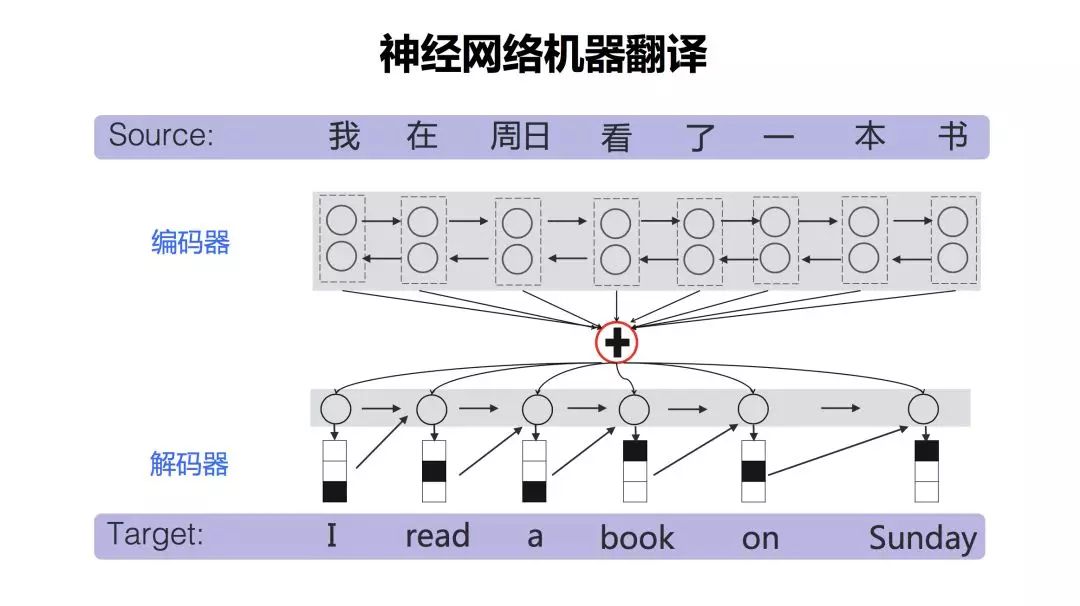 神经网络机器翻译
Source: 我 在 周日 看 了 一 本 书
编码器
解码器
Target: I read a book on Sunday